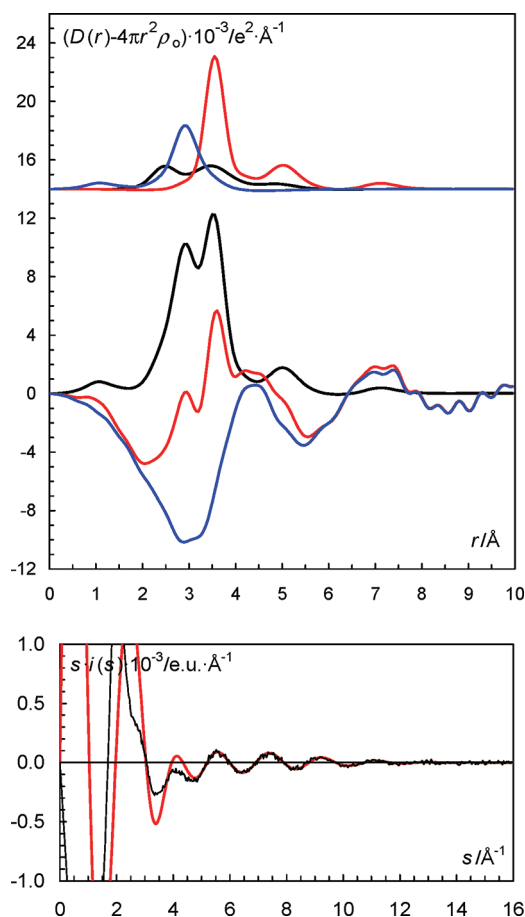 (D(r)-4πr²ρₒ)·10⁻³/e²·Å⁻¹
24
20
16
12
8
4
0
-4
-8
-12
r/Å
0 1 2 3 4 5 6 7 8 9 10
s·i(s)·10⁻³/e.u.·Å⁻¹
1.0
0.5
0.0
-0.5
-1.0
s/Å⁻¹
0 2 4 6 8 10 12 14 16